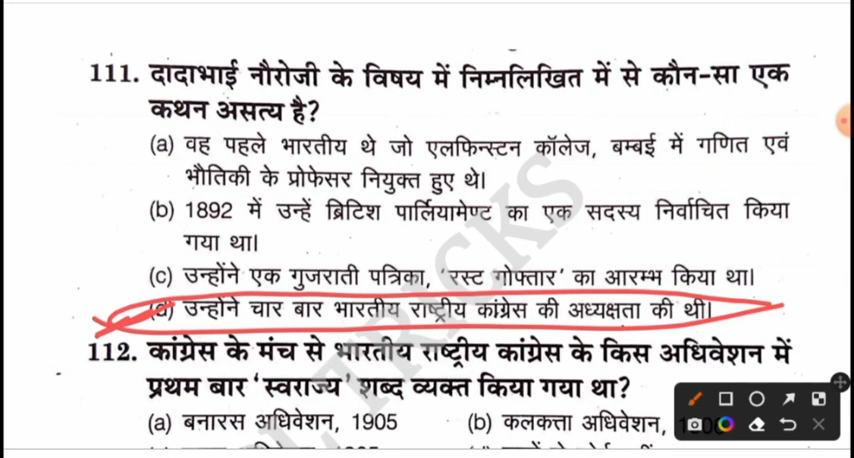 111. दादाभाई नौरोजी के विषय में निम्नलिखित में से कौन-सा एक
कथन असत्य है?
(a) वह पहले भारतीय थे जो एलफिन्स्टन कॉलेज, बम्बई में गणित एवं
भौतिकी के प्रोफेसर नियुक्त हुए थे।
(b) 1892 में उन्हें ब्रिटिश पार्लियामेण्ट का एक सदस्य निर्वाचित किया
गया था।
(c) उन्होंने एक गुजराती पत्रिका, 'रस्ट गोफ्तार' का आरम्भ किया था।
(d) उन्होंने चार बार भारतीय राष्ट्रीय कांग्रेस की अध्यक्षता की थी।
112. कांग्रेस के मंच से भारतीय राष्ट्रीय कांग्रेस के किस अधिवेशन में
प्रथम बार 'स्वराज्य' शब्द व्यक्त किया गया था?
(a) बनारस अधिवेशन, 1905 (b) कलकत्ता अधिवेशन,
TRICKS